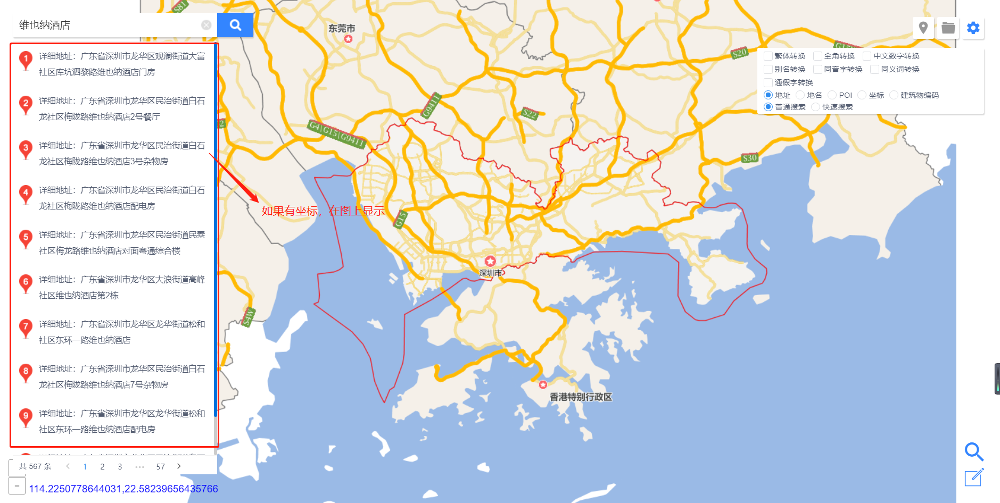 维也纳酒店
1
详细地址：广东省深圳市龙华区观澜街道大富
社区库坑泗黎路维也纳酒店门房
2
详细地址：广东省深圳市龙华区民治街道白石
龙社区梅陇路维也纳酒店2号餐厅
3
详细地址：广东省深圳市龙华区民治街道白石
龙社区梅陇路维也纳酒店3号杂物房
4
详细地址：广东省深圳市龙华区民治街道白石
龙社区梅陇路维也纳酒店配电房
5
详细地址：广东省深圳市龙华区民治街道民泰
社区梅龙路维也纳酒店对面粤通综合楼
6
详细地址：广东省深圳市龙华区大浪街道高峰
社区维也纳酒店第2栋
7
详细地址：广东省深圳市龙华区龙华街道松和
社区东环一路维也纳酒店
8
详细地址：广东省深圳市龙华区民治街道白石
龙社区梅陇路维也纳酒店7号杂物房
9
详细地址：广东省深圳市龙华区龙华街道松和
社区东环一路维也纳酒店配电房
共 567 条 1 2 3 ••• 57
114.2250778644031,22.58239656435766
如果有坐标，在图上显示
S81
东莞市
G9411
G4\G15\G9411
S22
S20
S30
G15
S4W
深圳市
香港特别行政区
繁体转换 全角转换 中文数字转换
别名转换 同音字转换 同义词转换
通假字转换
地址 地名 POI 坐标 建筑物编码
普通搜索 快速搜索